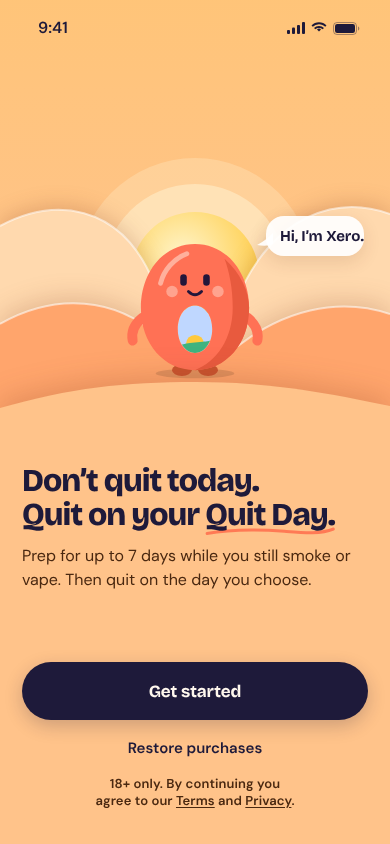 9:41
Hi, I’m Xero.
Don’t quit today.
Quit on your Quit Day.
Prep for up to 7 days while you still smoke or
vape. Then quit on the day you choose.
Get started
Restore purchases
18+ only. By continuing you
agree to our Terms and Privacy.